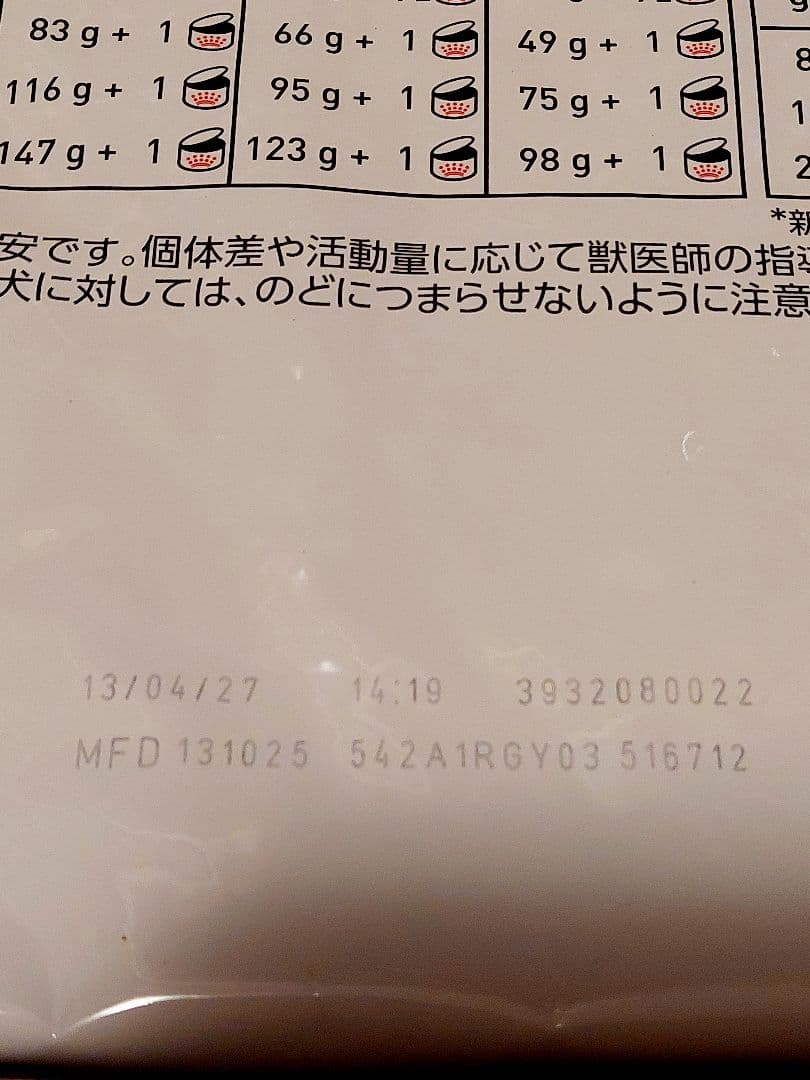 83 g + 1 66 g + 1 49 g + 1
116 g + 1 95 g + 1 75 g + 1
147 g + 1 123 g + 1 98 g + 1
*新
安です。個体差や活動量に応じて獣医師の指導
犬に対しては、のどにつまらせないように注意
13/04/27 14:19 3932080022
MFD 131025 542A1RGY03 516712